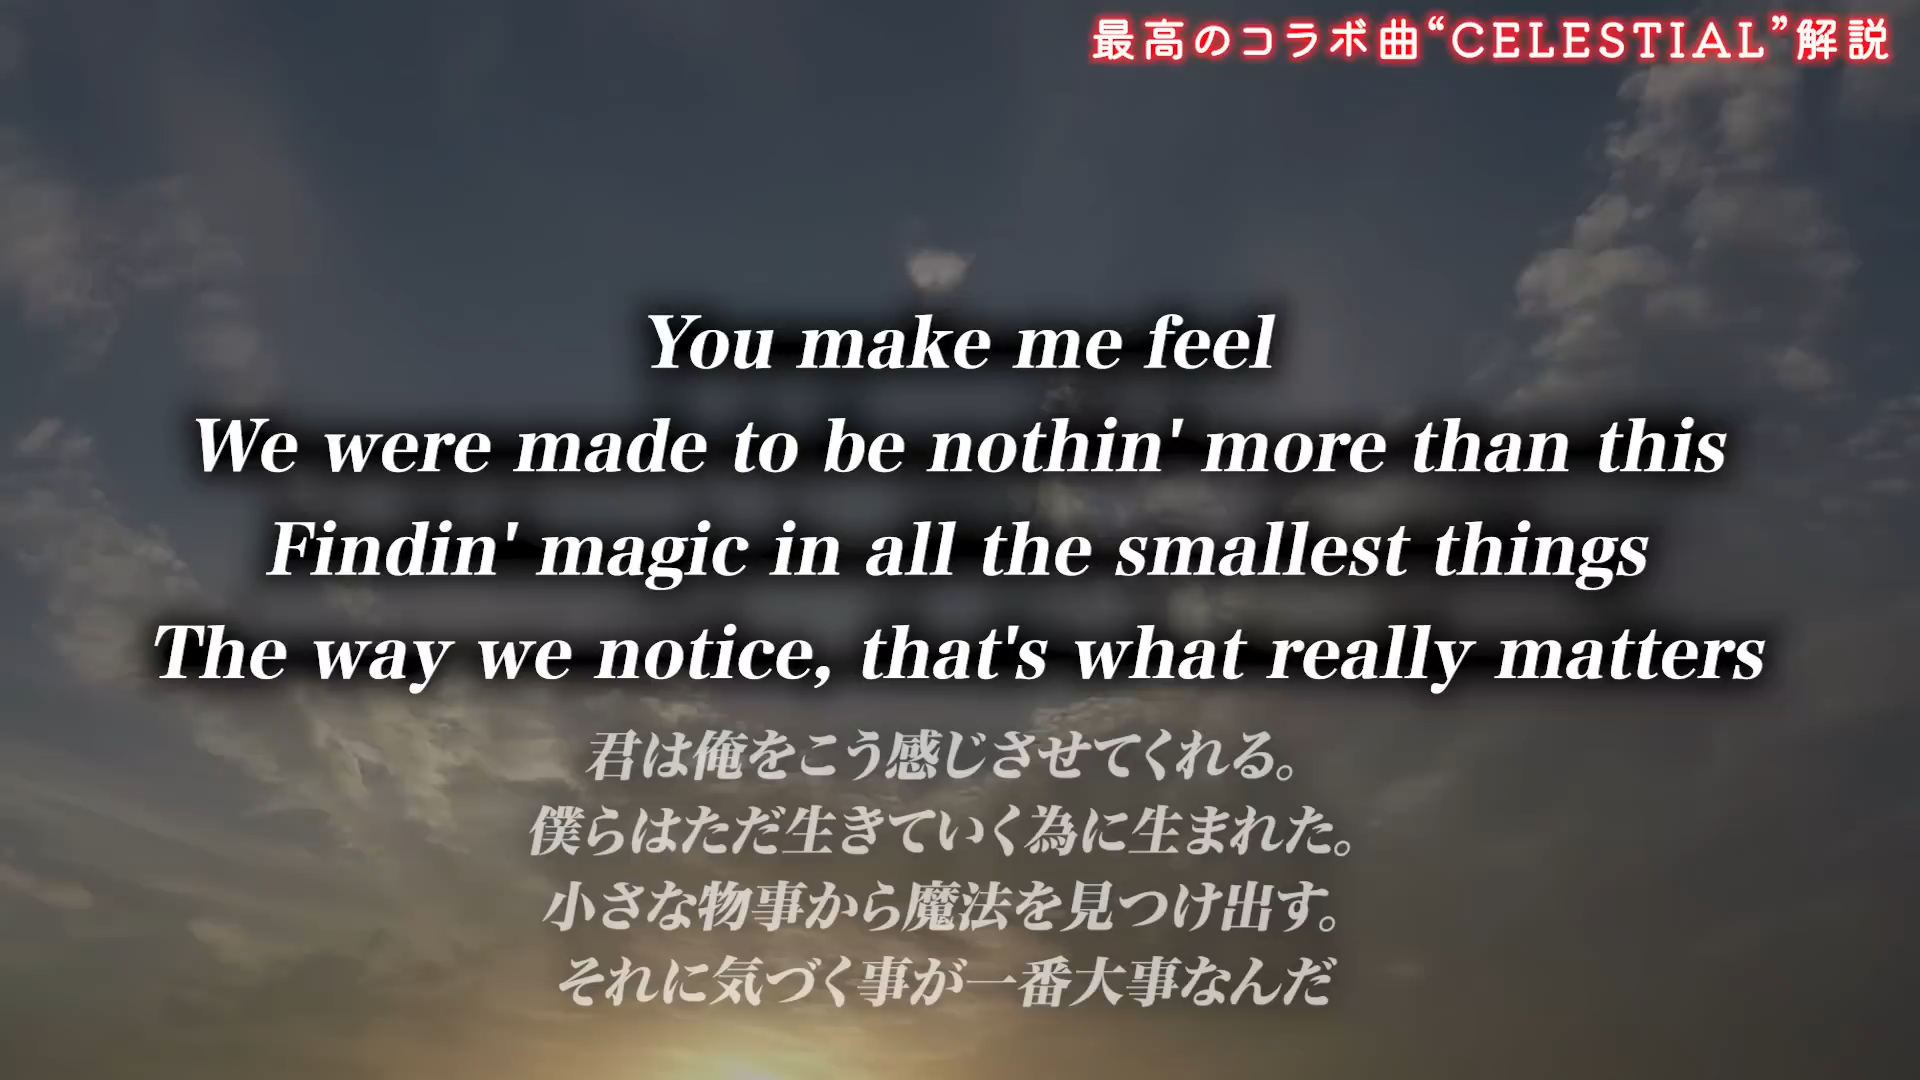 最高のコラボ曲“CELESTIAL”解説
You make me feel
We were made to be nothin' more than this
Findin' magic in all the smallest things
The way we notice, that's what really matters
君は俺をこう感じさせてくれる。
僕らはただ生きていく為に生まれた。
小さな物事から魔法を見つけ出す。
それに気づく事が一番大事なんだ